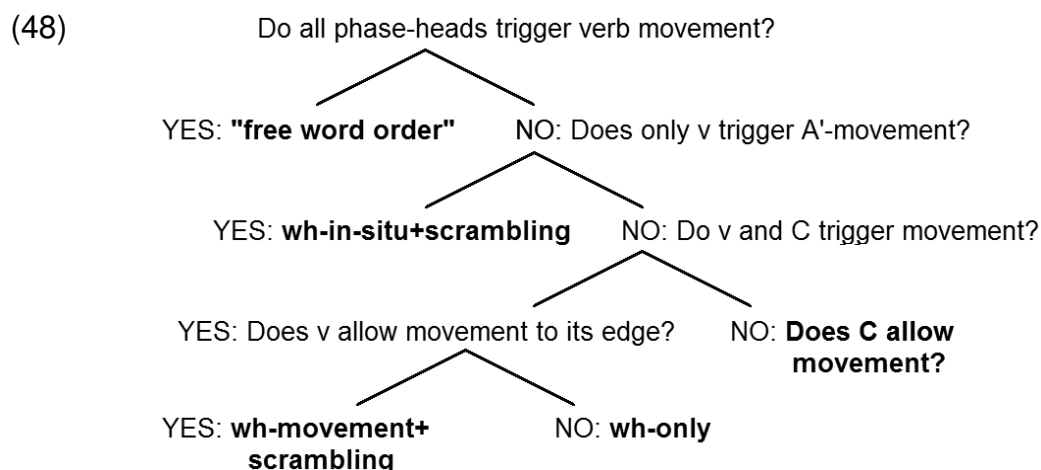 (48) Do all phase-heads trigger verb movement?
YES: "free word order" NO: Does only v trigger A'-movement?
YES: wh-in-situ+scrambling NO: Do v and C trigger movement?
YES: Does v allow movement to its edge? NO: Does C allow
movement?
YES: wh-movement+ NO: wh-only
scrambling